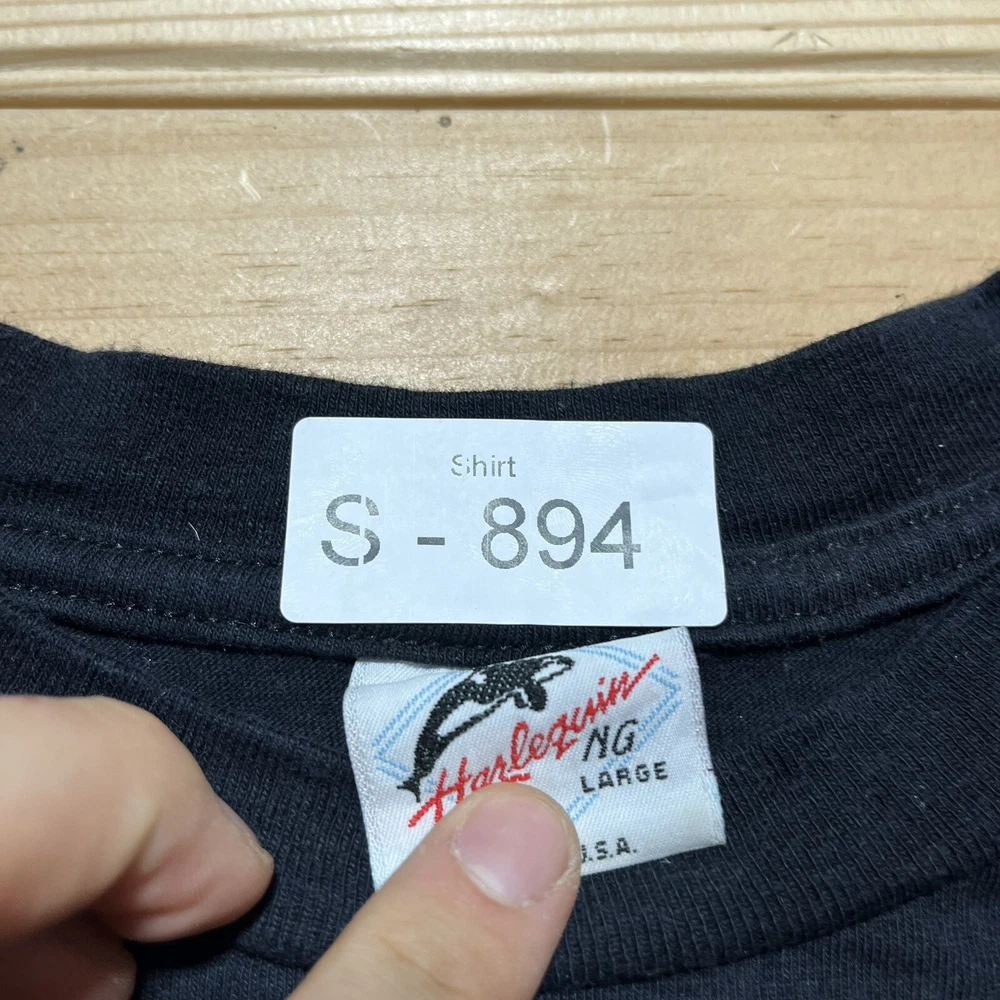 Shirt
S - 894
Harlequin
NG
LARGE
U.S.A.